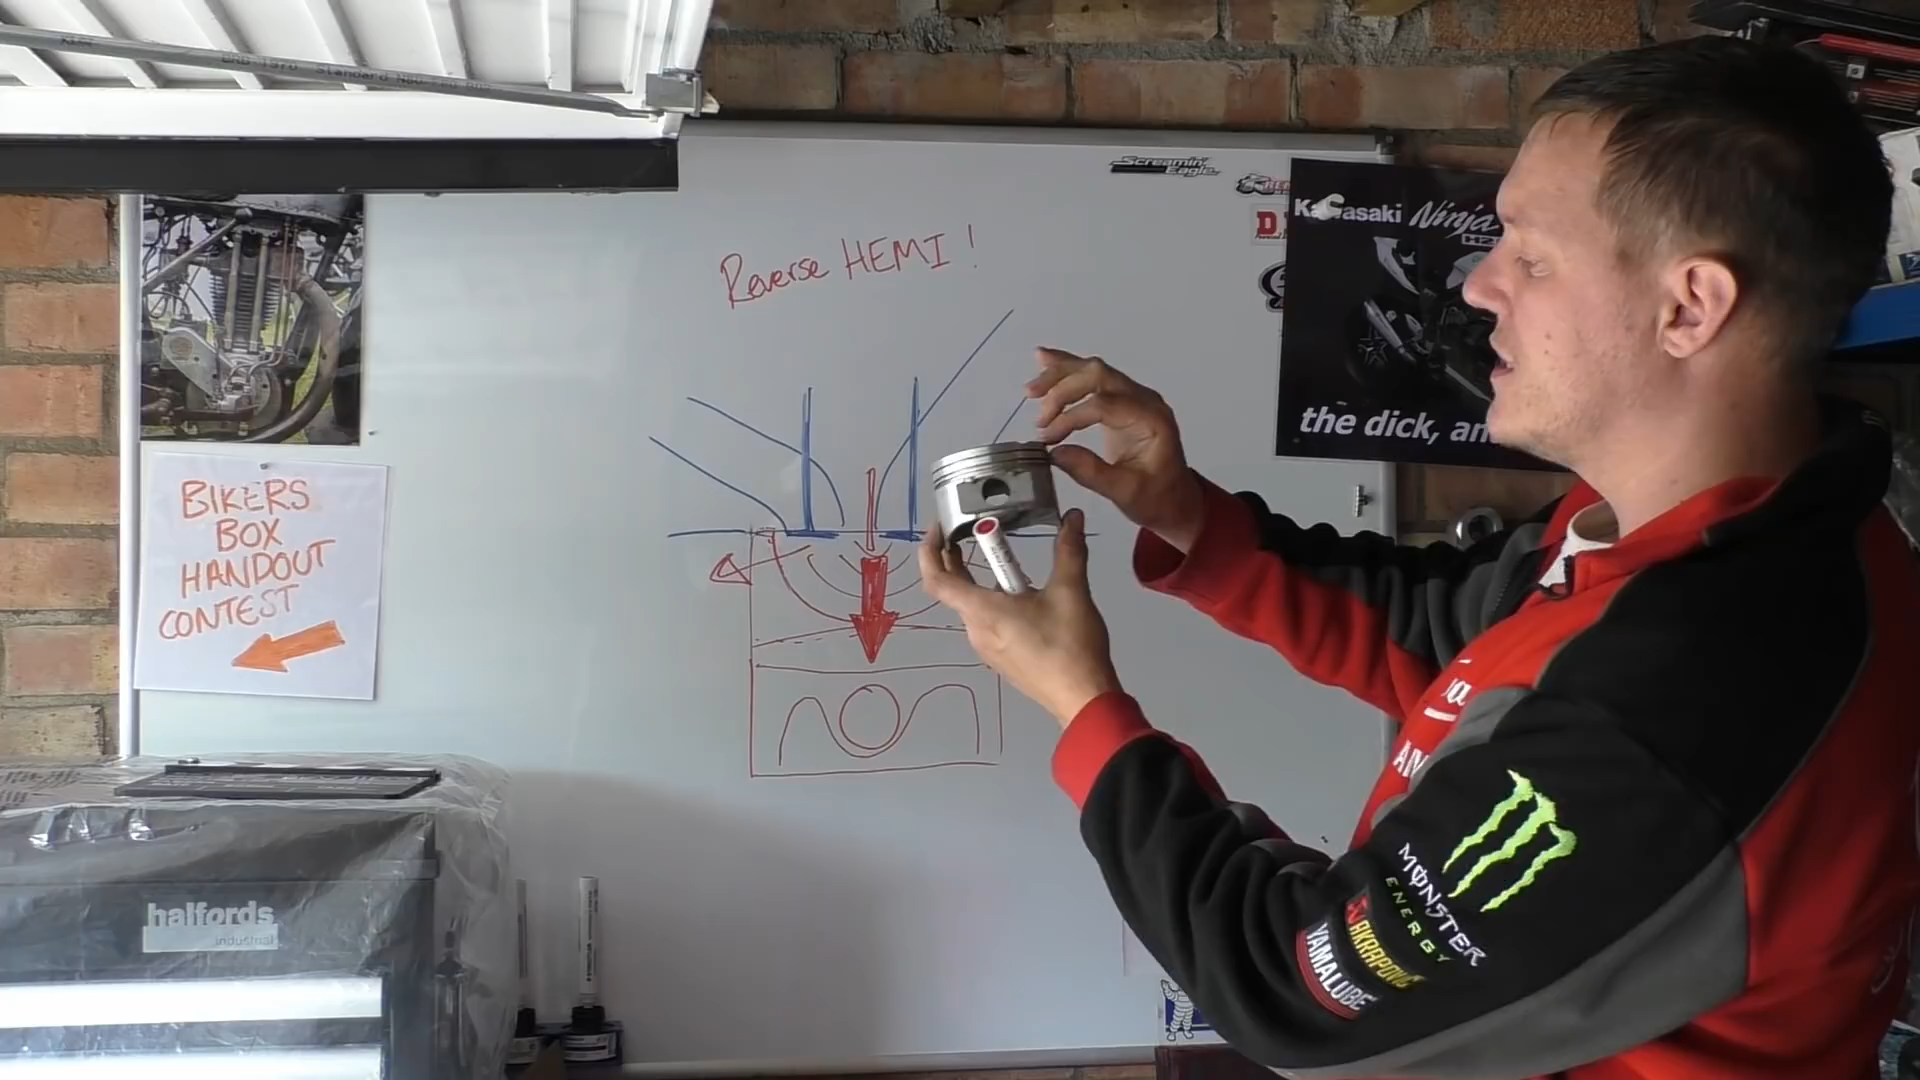 Screamin'
Eagle
Kawasaki Ninja
H2
the dick, an
Reverse HEMI!
BIKERS
BOX
HANDOUT
CONTEST
halfords
industrial
MONSTER
ENERGY
AKRAPOVIC
YAMALUBE